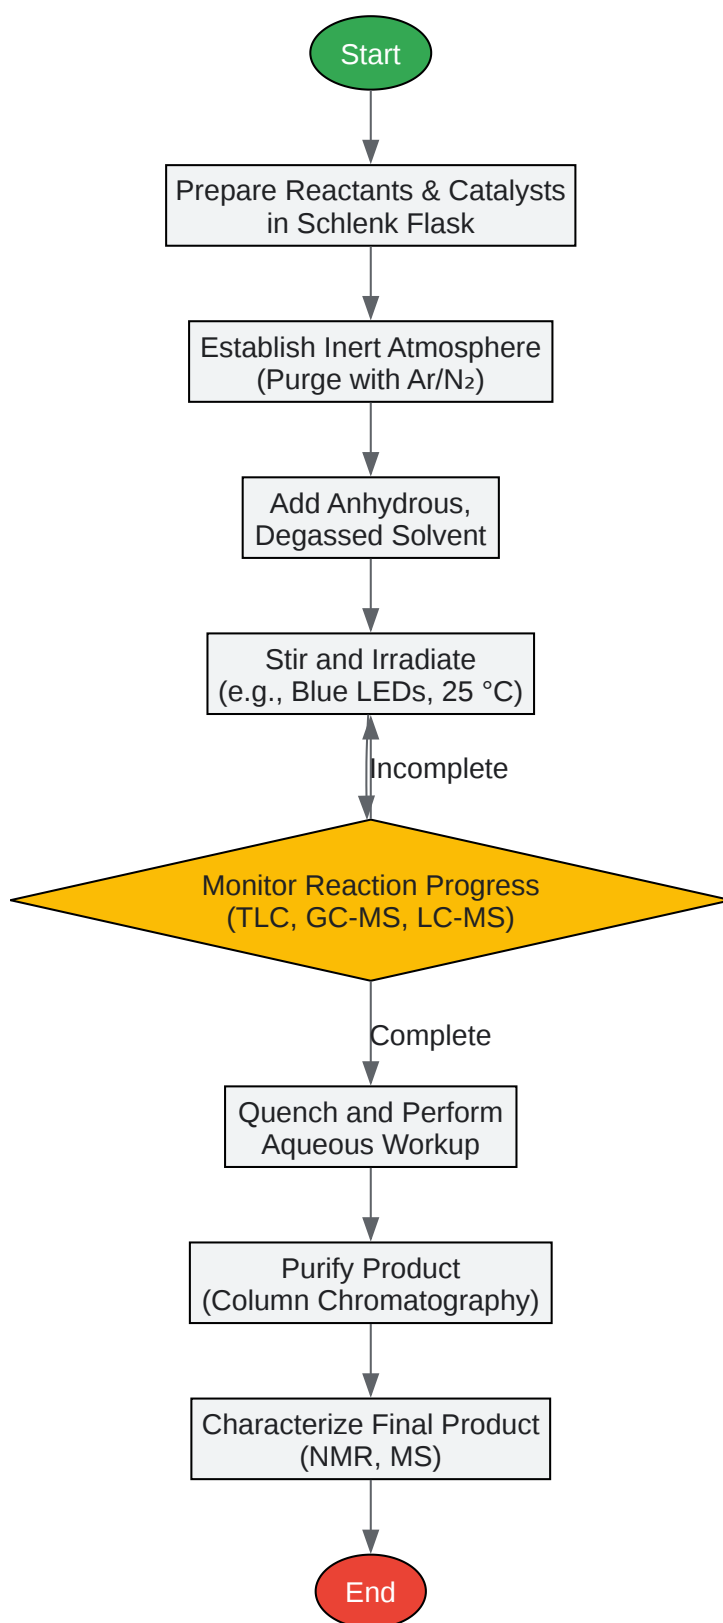 Start
Prepare Reactants & Catalysts
in Schlenk Flask
Establish Inert Atmosphere
(Purge with Ar/N₂)
Add Anhydrous,
Degassed Solvent
Stir and Irradiate
(e.g., Blue LEDs, 25 °C)
Incomplete
Monitor Reaction Progress
(TLC, GC-MS, LC-MS)
Complete
Quench and Perform
Aqueous Workup
Purify Product
(Column Chromatography)
Characterize Final Product
(NMR, MS)
End